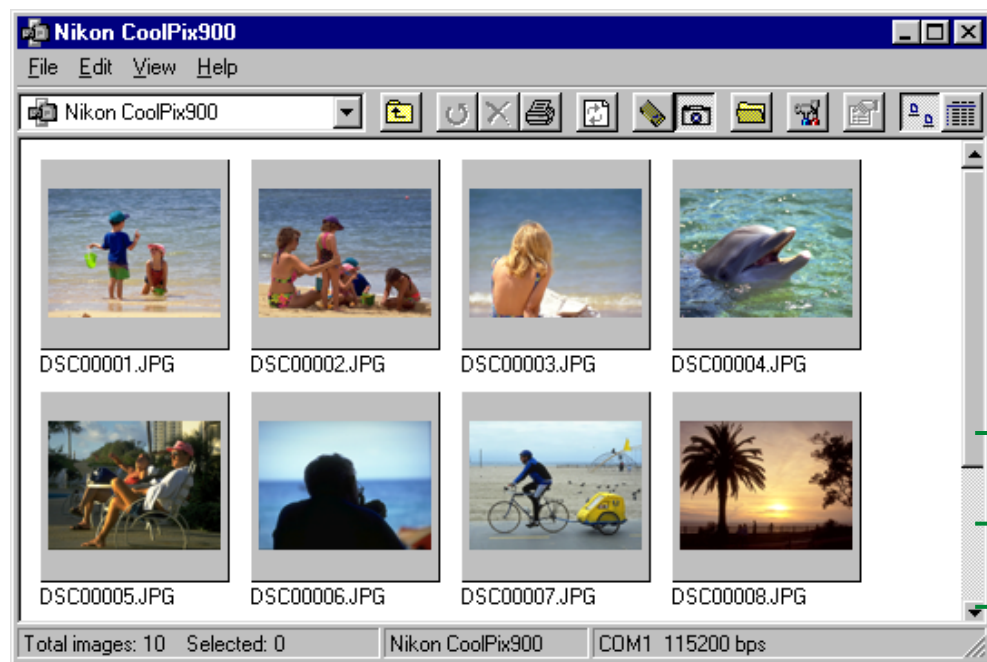 Nikon CoolPix900
File Edit View Help
Nikon CoolPix900
DSC00001.JPG DSC00002.JPG DSC00003.JPG DSC00004.JPG
DSC00005.JPG DSC00006.JPG DSC00007.JPG DSC00008.JPG
Total images: 10 Selected: 0 Nikon CoolPix900 COM1 115200 bps